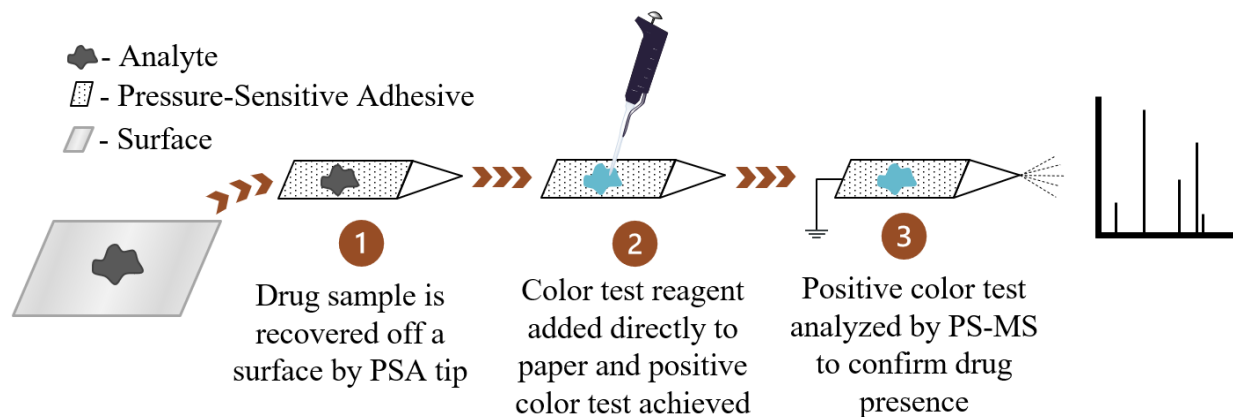 - Analyte
- Pressure-Sensitive Adhesive
- Surface
1
Drug sample is
recovered off a
surface by PSA tip
2
Color test reagent
added directly to
paper and positive
color test achieved
3
Positive color test
analyzed by PS-MS
to confirm drug
presence